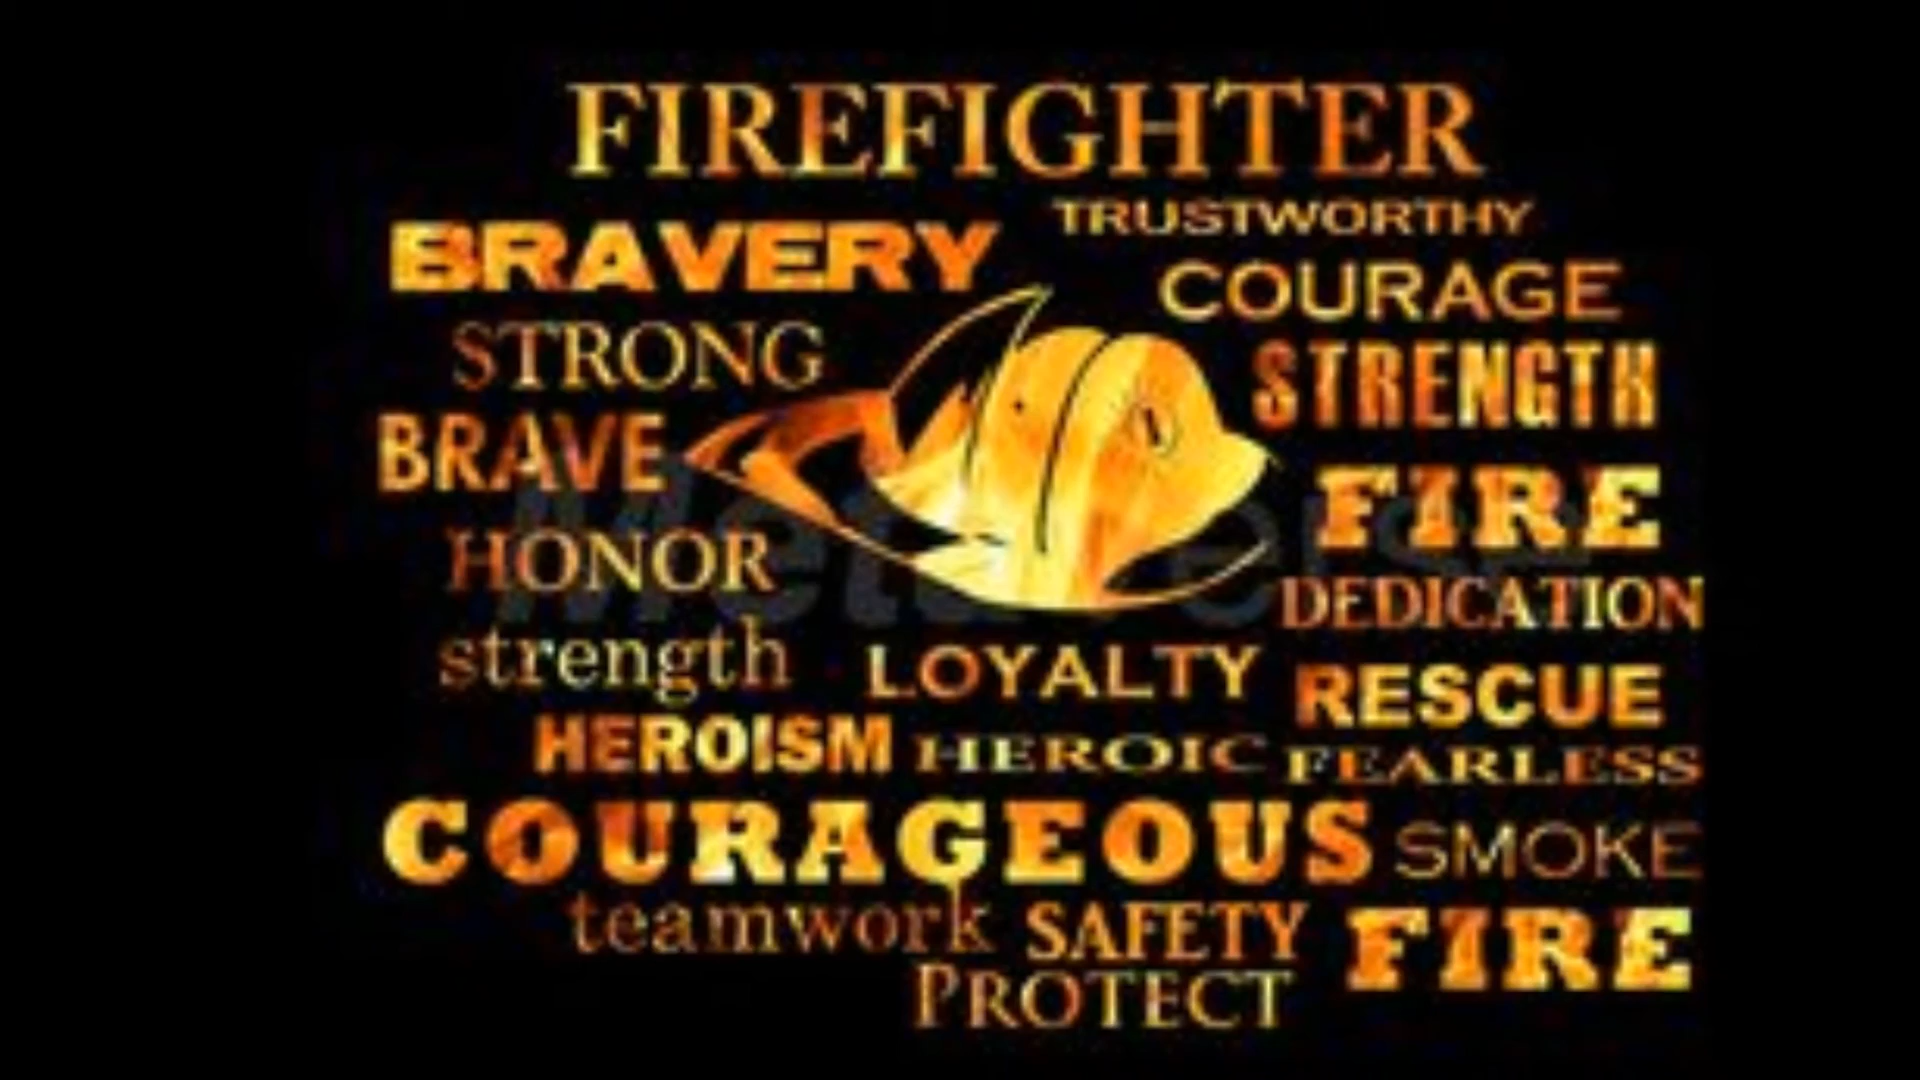 FIREFIGHTER
TRUSTWORTHY
BRAVERY
COURAGE
STRONG
STRENGTH
BRAVE
FIRE
HONOR
DEDICATION
strength LOYALTY RESCUE
HEROISM HEROIC FEARLESS
COURAGEOUS SMOKE
teamwork SAFETY FIRE
PROTECT